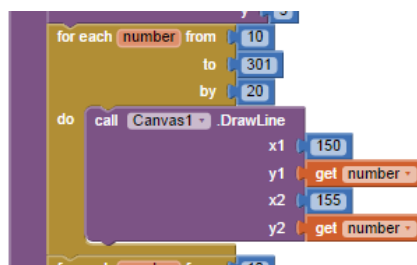 for each number from 10
to 301
by 20
do call Canvas1 .DrawLine
x1 150
y1 get number
x2 155
y2 get number